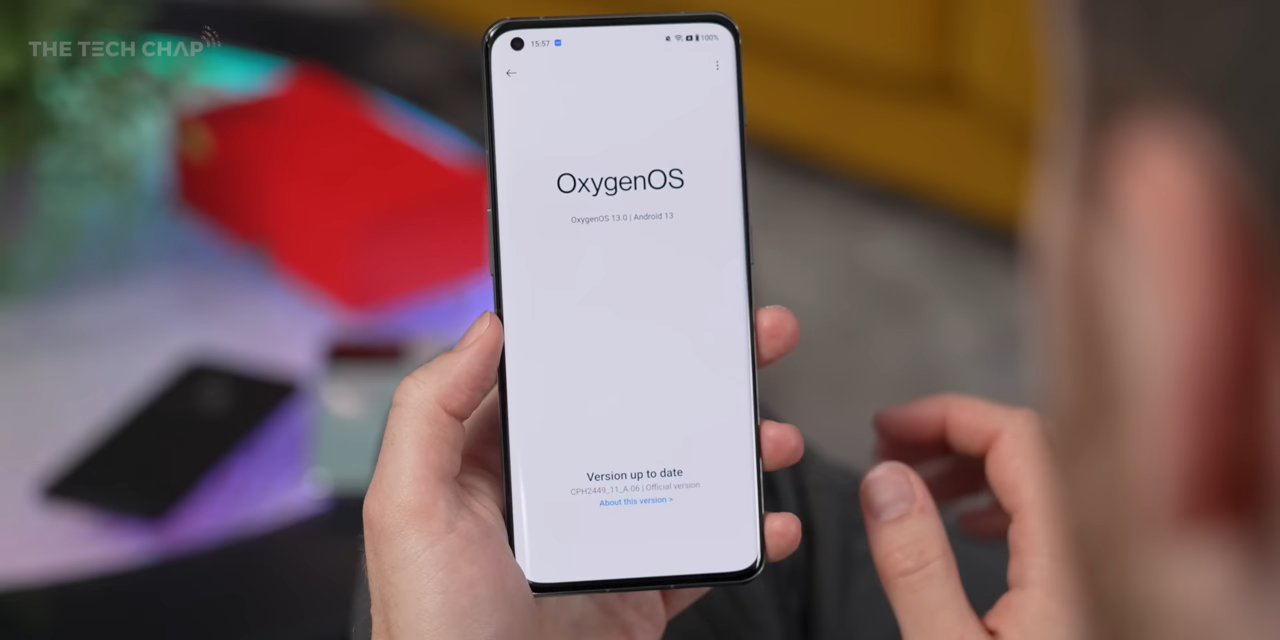 THE TECH CHAP
15:57
100%
OxygenOS
OxygenOS 13.0 | Android 13
Version up to date
CPH2449_11_A.06 | Official version
About this version >